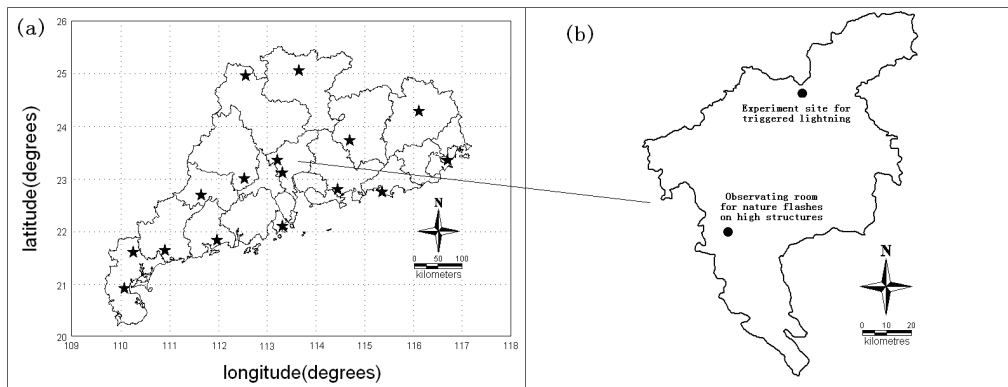 (a)
26
25
24
23
22
21
20
latitude(degrees)
109 110 111 112 113 114 115 116 117 118
longitude(degrees)
N
0 50 100
kilometers
(b)
Experiment site for
triggered lightning
Observating room
for nature flashes
on high structures
N
0 10 20
kilometres